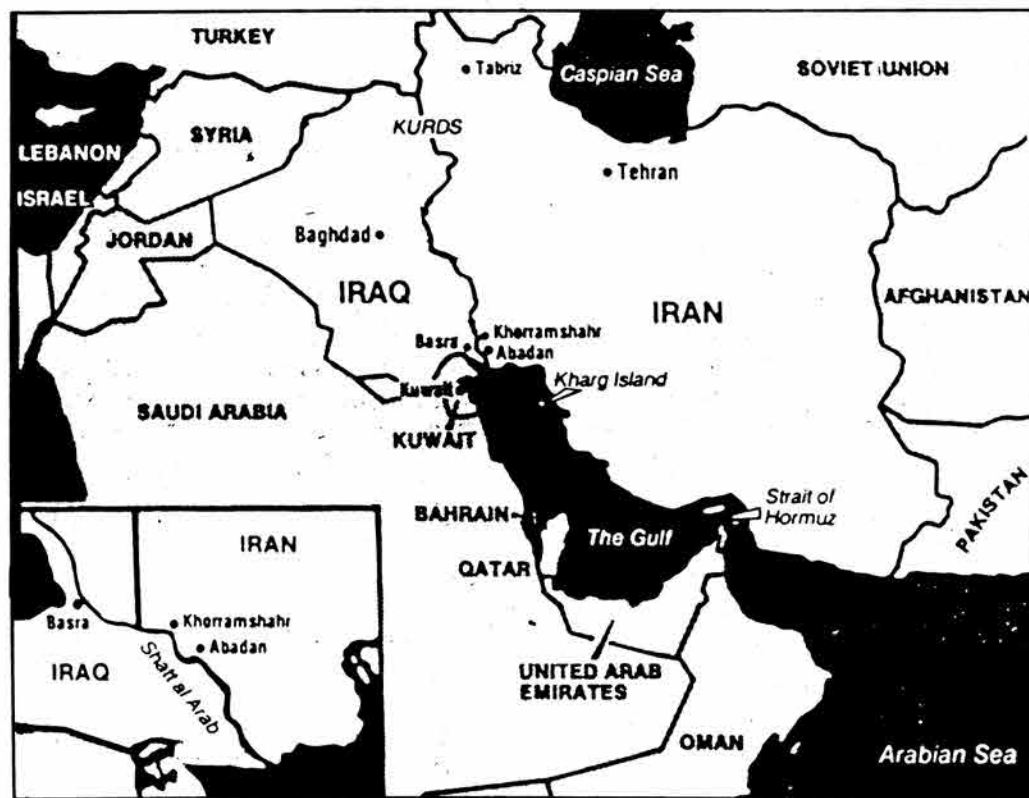 TURKEY
Tabriz
Caspian Sea
SOVIET UNION
KURDS
SYRIA
LEBANON
Tehran
ISRAEL
JORDAN
Baghdad
IRAQ
IRAN
AFGHANISTAN
Basra
Khorramshahr
Abadan
Kuwait
Kharg Island
SAUDI ARABIA
KUWAIT
Strait of
Hormuz
PAKISTAN
BAHRAIN
The Gulf
QATAR
UNITED ARAB
EMIRATES
OMAN
Arabian Sea
IRAN
Basra
Khorramshahr
Abadan
IRAQ
Shatt al Arab